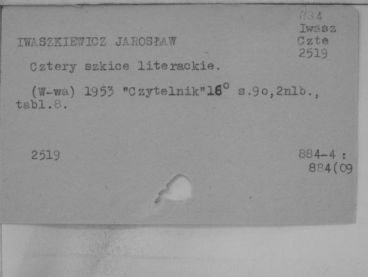 884
Iwasz
IWASZKIEWICZ JAROSŁAW Czte
2519
Cztery szkice literackie.
(W-wa) 1953 "Czytelnik"16° s.9o,2nlb.,
tabl.8.
2519 884-4 :
884(09